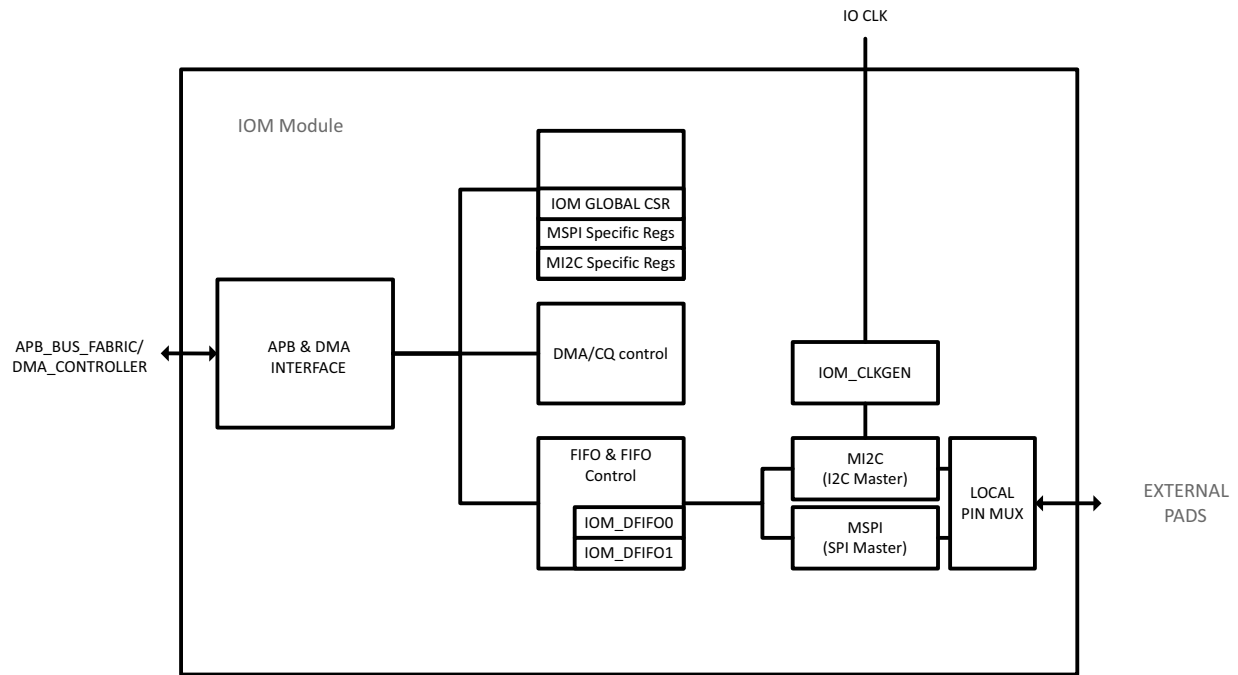 IO CLK
IOM Module
IOM GLOBAL CSR
MSPI Specific Regs
MI2C Specific Regs
APB_BUS_FABRIC/
DMA_CONTROLLER
APB & DMA
INTERFACE
DMA/CQ control
IOM_CLKGEN
FIFO & FIFO
Control
IOM_DFIFO0
IOM_DFIFO1
MI2C
(I2C Master)
MSPI
(SPI Master)
LOCAL
PIN MUX
EXTERNAL
PADS